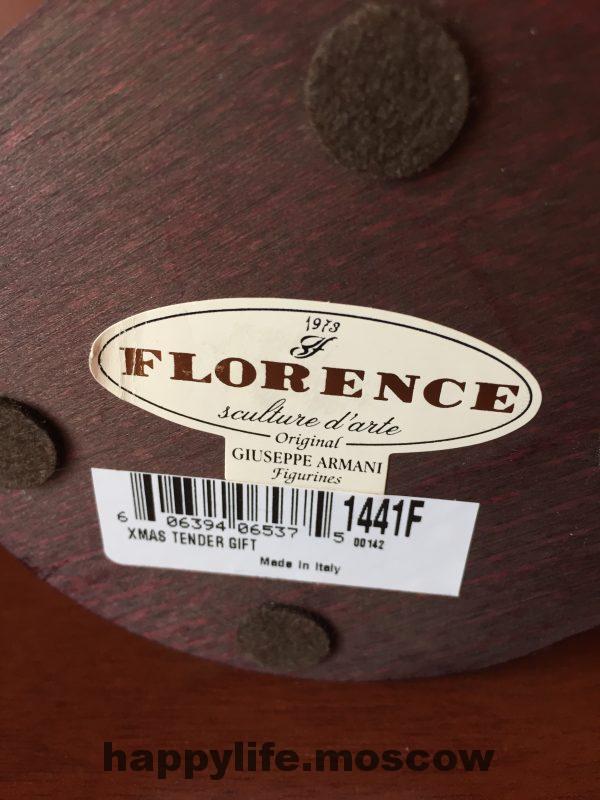 1973
FLORENCE
sculture d'arte
Original
GIUSEPPE ARMANI
Figurines
6 06394 06537 5
1441F
00142
XMAS TENDER GIFT
Made in Italy
happylife.moscow